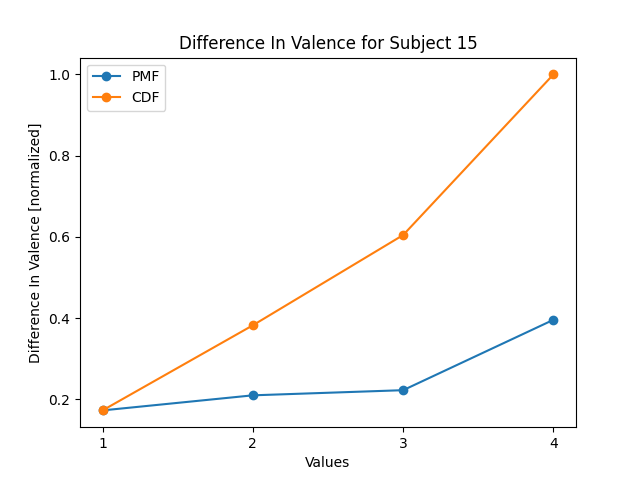 Difference In Valence for Subject 15
PMF
CDF
Difference In Valence [normalized]
1.0
0.8
0.6
0.4
0.2
1 2 3 4
Values